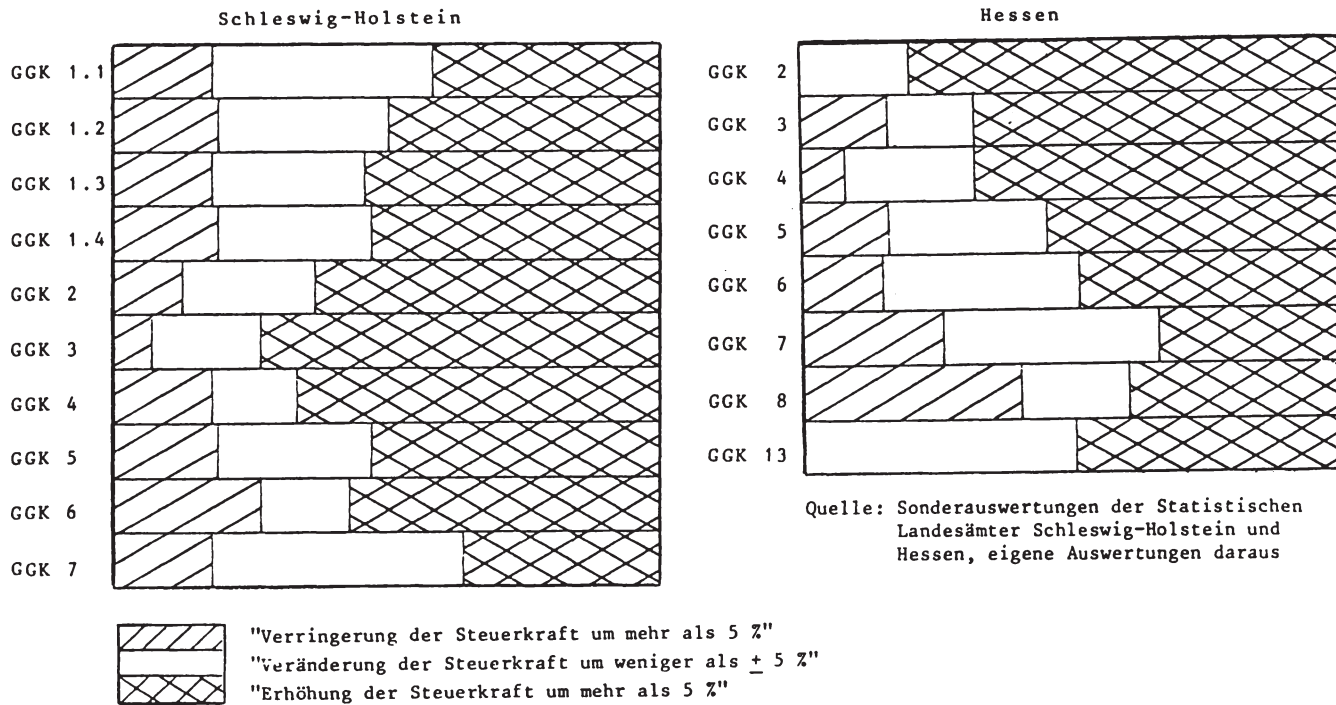 Schleswig-Holstein
GGK 1.1
GGK 1.2
GGK 1.3
GGK 1.4
GGK 2
GGK 3
GGK 4
GGK 5
GGK 6
GGK 7
Hessen
GGK 2
GGK 3
GGK 4
GGK 5
GGK 6
GGK 7
GGK 8
GGK 13
Quelle: Sonderauswertungen der Statistischen
Landesämter Schleswig-Holstein und
Hessen, eigene Auswertungen daraus
"Verringerung der Steuerkraft um mehr als 5 %"
"Veränderung der Steuerkraft um weniger als ± 5 %"
"Erhöhung der Steuerkraft um mehr als 5 %"